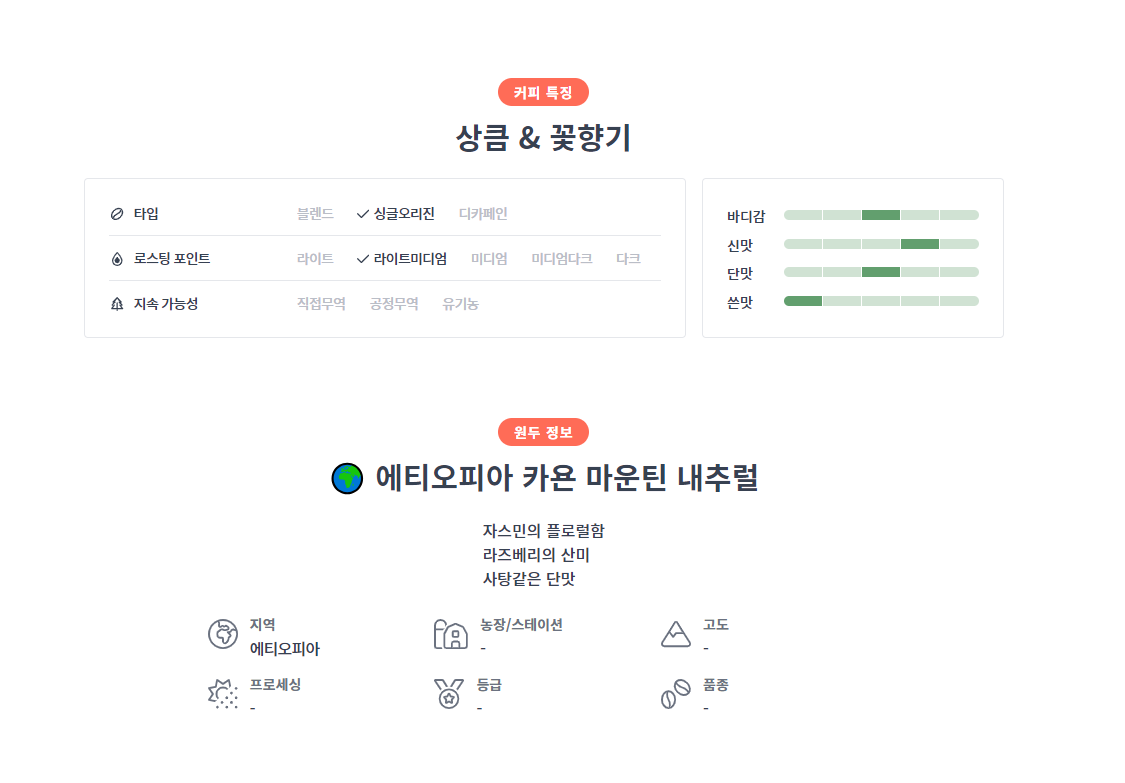 커피 특징
상큼 & 꽃향기
타입 블렌드 싱글오리진 디카페인
로스팅 포인트 라이트 라이트미디엄 미디엄 미디엄다크 다크
지속 가능성 직접무역 공정무역 유기농
바디감
신맛
단맛
쓴맛
원두 정보
에티오피아 카욘 마운틴 내추럴
자스민의 플로럴함
라즈베리의 산미
사탕같은 단맛
지역 농장/스테이션 고도
에티오피아 - -
프로세싱 등급 품종
- - -